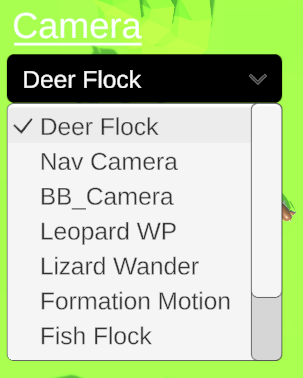 Camera
Deer Flock
Deer Flock
Nav Camera
BB_Camera
Leopard WP
Lizard Wander
Formation Motion
Fish Flock